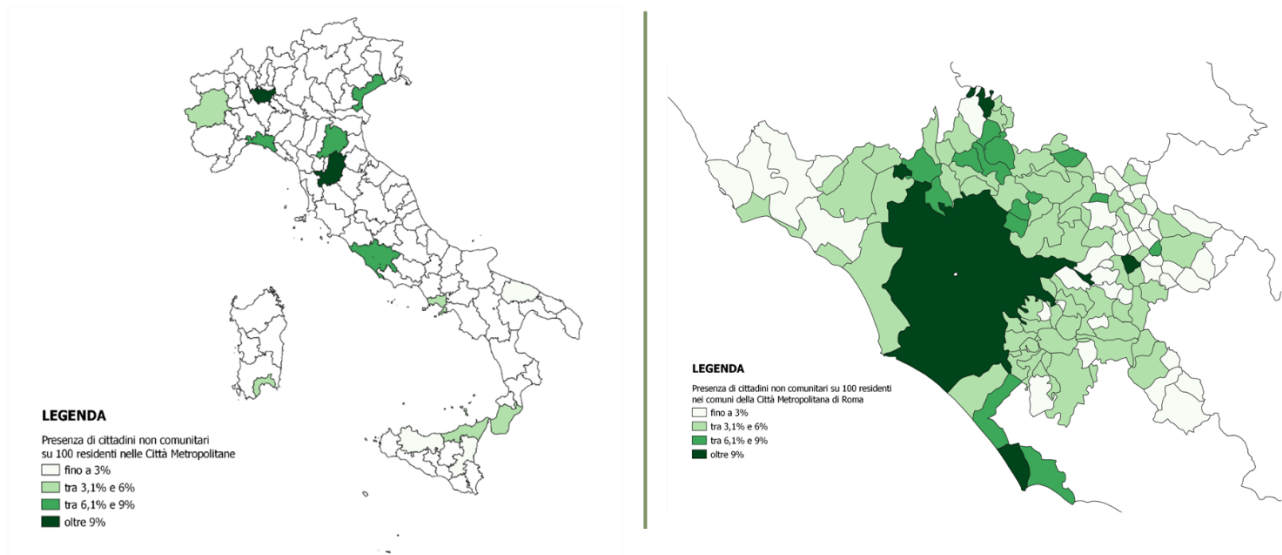 LEGENDA
Presenza di cittadini non comunitari
su 100 residenti nelle Città Metropolitane
fino a 3%
tra 3,1% e 6%
tra 6,1% e 9%
oltre 9%
LEGENDA
Presenza di cittadini non comunitari su 100 residenti
nei comuni della Città Metropolitana di Roma
fino a 3%
tra 3,1% e 6%
tra 6,1% e 9%
oltre 9%